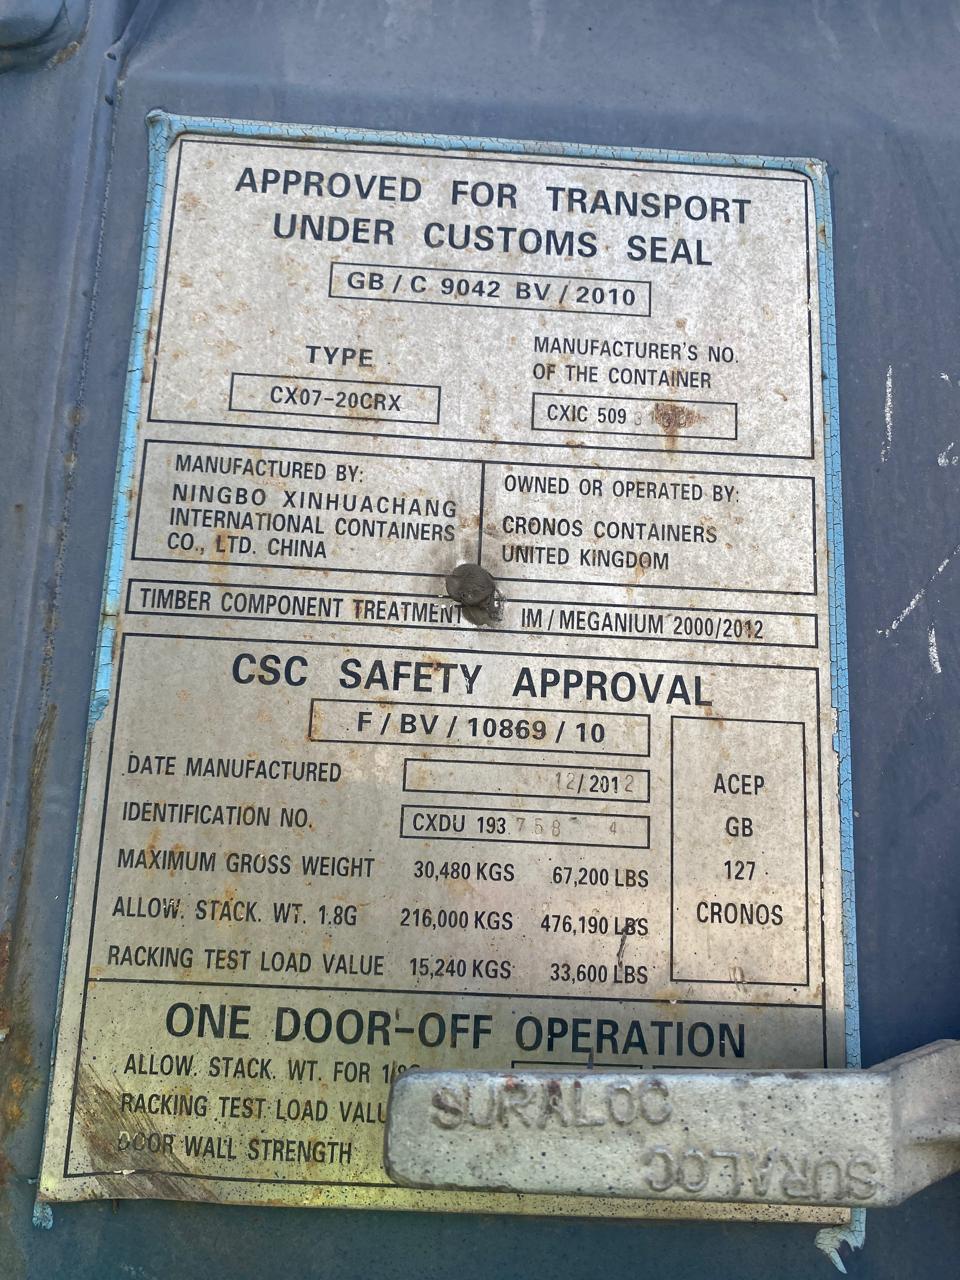 APPROVED FOR TRANSPORT
UNDER CUSTOMS SEAL
GB / C 9042 BV / 2010
TYPE
CX07-20CRX
MANUFACTURER'S NO.
OF THE CONTAINER
CXIC 509
MANUFACTURED BY:
NINGBO XINHUACHANG
INTERNATIONAL CONTAINERS
CO., LTD. CHINA
OWNED OR OPERATED BY:
CRONOS CONTAINERS
UNITED KINGDOM
TIMBER COMPONENT TREATMENT IM / MEGANIUM 2000/2012
CSC SAFETY APPROVAL
F / BV / 10869 / 10
DATE MANUFACTURED 12/2012
IDENTIFICATION NO. CXDU 193 758 4
MAXIMUM GROSS WEIGHT 30,480 KGS 67,200 LBS
ALLOW. STACK. WT. 1.8G 216,000 KGS 476,190 LBS
RACKING TEST LOAD VALUE 15,240 KGS 33,600 LBS
ACEP
GB
127
CRONOS
ONE DOOR-OFF OPERATION
ALLOW. STACK. WT. FOR
RACKING TEST LOAD
DOOR WALL STRENGTH
SURALOC
SURALOC